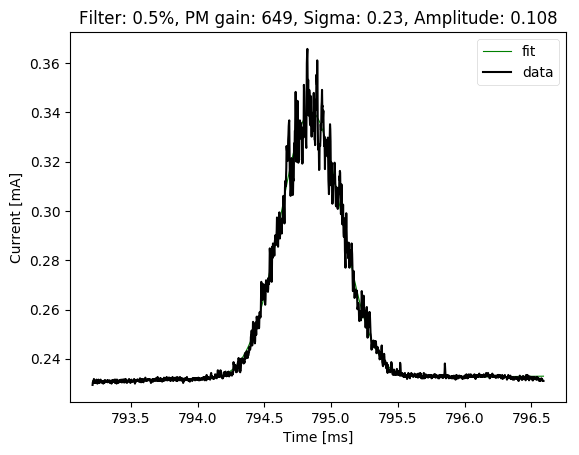 Filter: 0.5%, PM gain: 649, Sigma: 0.23, Amplitude: 0.108
fit
data
0.36
0.34
0.32
0.30
0.28
0.26
0.24
Current [mA]
793.5 794.0 794.5 795.0 795.5 796.0 796.5
Time [ms]